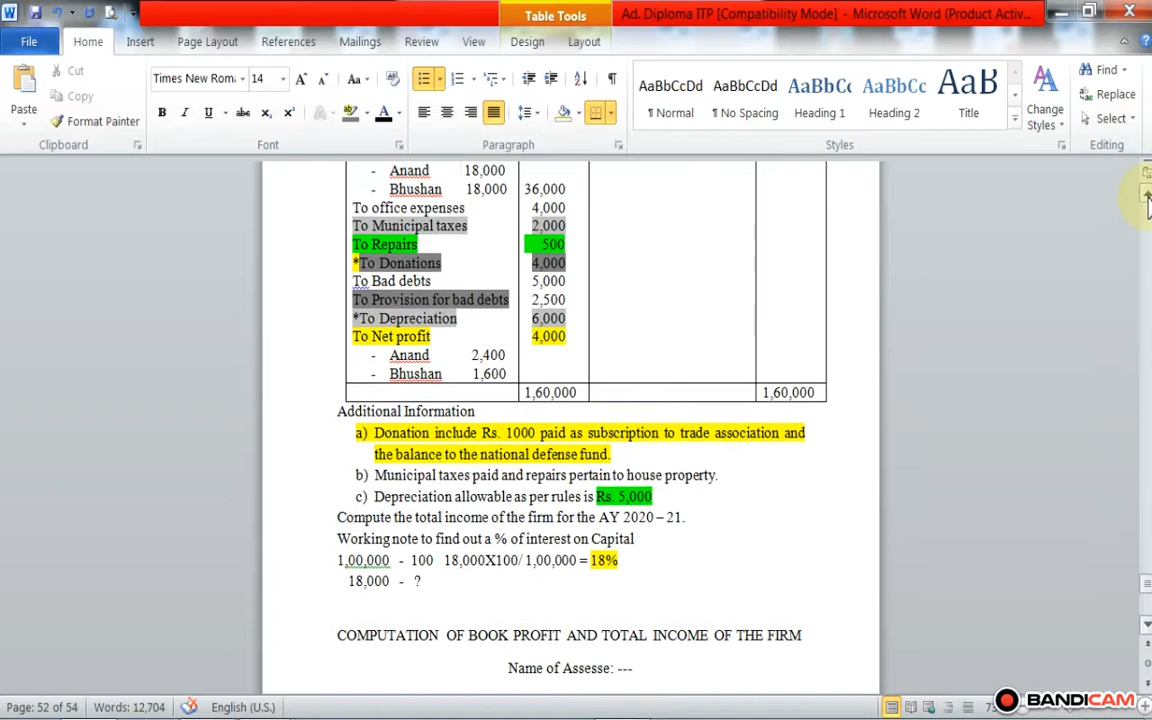 Table Tools
Ad. Diploma ITP [Compatibility Mode] - Microsoft Word (Product Activ...
File Home Insert Page Layout References Mailings Review View Design Layout
Paste
Cut
Copy
Format Painter
Clipboard
Times New Rom 14
Font
Paragraph
AaBbCcDd AaBbCcDd AaBbCc AaBbCc AaB
¶ Normal ¶ No Spacing Heading 1 Heading 2 Title
Styles
Change
Styles
Find
Replace
Select
Editing
- Anand 18,000
- Bhushan 18,000 36,000
To office expenses 4,000
To Municipal taxes 2,000
To Repairs 500
*To Donations 4,000
To Bad debts 5,000
To Provision for bad debts 2,500
*To Depreciation 6,000
To Net profit 4,000
- Anand 2,400
- Bhushan 1,600
1,60,000 1,60,000
Additional Information
a) Donation include Rs. 1000 paid as subscription to trade association and
the balance to the national defense fund.
b) Municipal taxes paid and repairs pertain to house property.
c) Depreciation allowable as per rules is Rs. 5,000
Compute the total income of the firm for the AY 2020 – 21.
Working note to find out a % of interest on Capital
1,00,000 - 100 18,000X100/ 1,00,000 = 18%
18,000 - ?
COMPUTATION OF BOOK PROFIT AND TOTAL INCOME OF THE FIRM
Name of Assesse: ---
Page: 52 of 54 Words: 12,704 English (U.S.)
BANDICAM